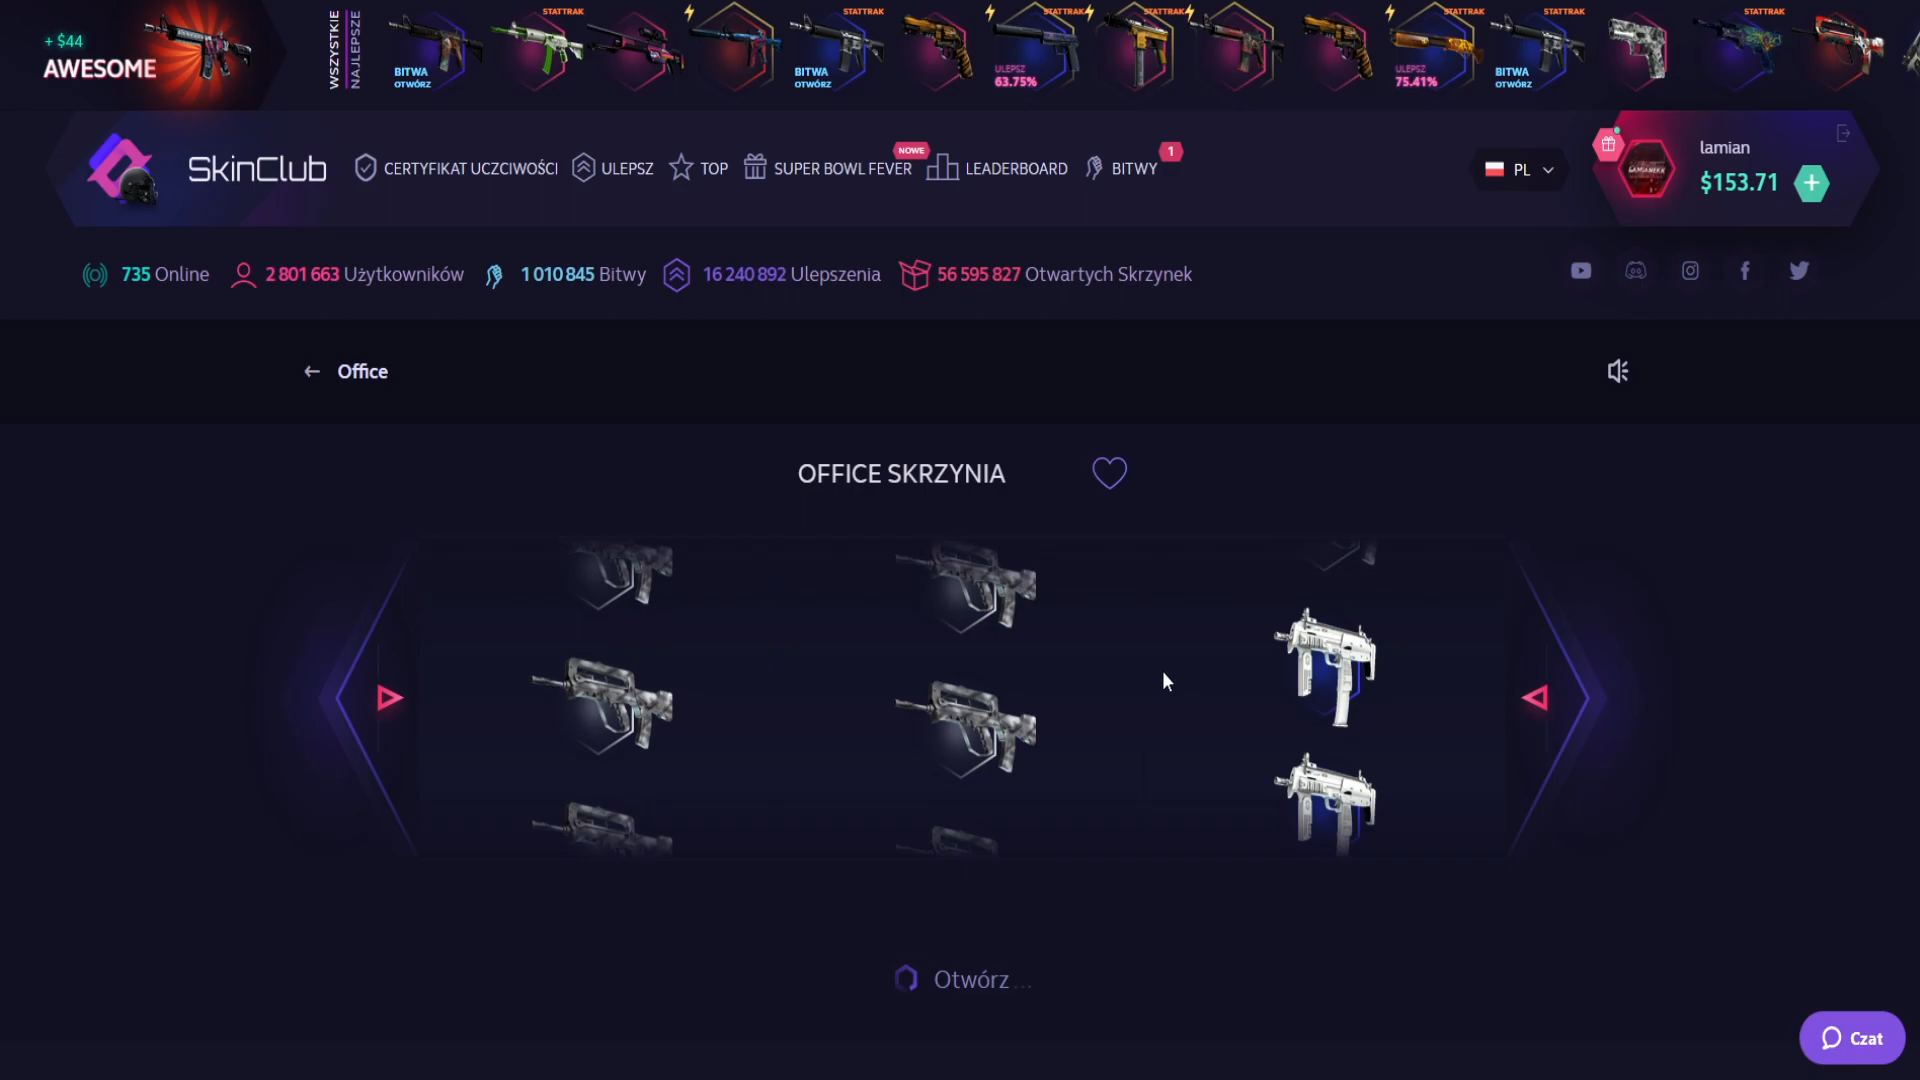 + $44
AWESOME
WSZYSTKIE
NAJLEPSZE
BITWA
OTWÓRZ
STATTRAK
BITWA
OTWÓRZ
STATTRAK
ULEPSZ
63.75%
STATTRAK
STATTRAK
ULEPSZ
75.41%
STATTRAK
BITWA
OTWÓRZ
STATTRAK
STATTRAK
SkinClub
CERTYFIKAT UCZCIWOŚCI
ULEPSZ
TOP
SUPER BOWL FEVER
NOWE
LEADERBOARD
BITWY
1
PL
LAMIANEKK
lamian
$153.71
735 Online
2 801 663 Użytkowników
1 010 845 Bitwy
16 240 892 Ulepszenia
56 595 827 Otwartych Skrzynek
Office
OFFICE SKRZYNIA
Otwórz ...
Czat